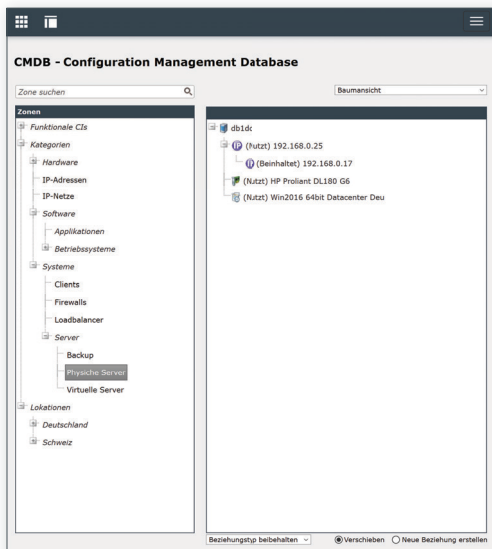 CMDB - Configuration Management Database
Zone suchen
Zonen
Funktionale CIs
Kategorien
Hardware
IP-Adressen
IP-Netze
Software
Applikationen
Betriebssysteme
Systeme
Clients
Firewalls
Loadbalancer
Server
Backup
Physiche Server
Virtuelle Server
Lokationen
Deutschland
Schweiz
Baumansicht
db1dc
IP (Nutzt) 192.168.0.25
IP (Beinhaltet) 192.168.0.17
(Nutzt) HP Proliant DL180 G6
(Nutzt) Win2016 64bit Datacenter Deu
Beziehungstyp beibehalten
Verschieben Neue Beziehung erstellen